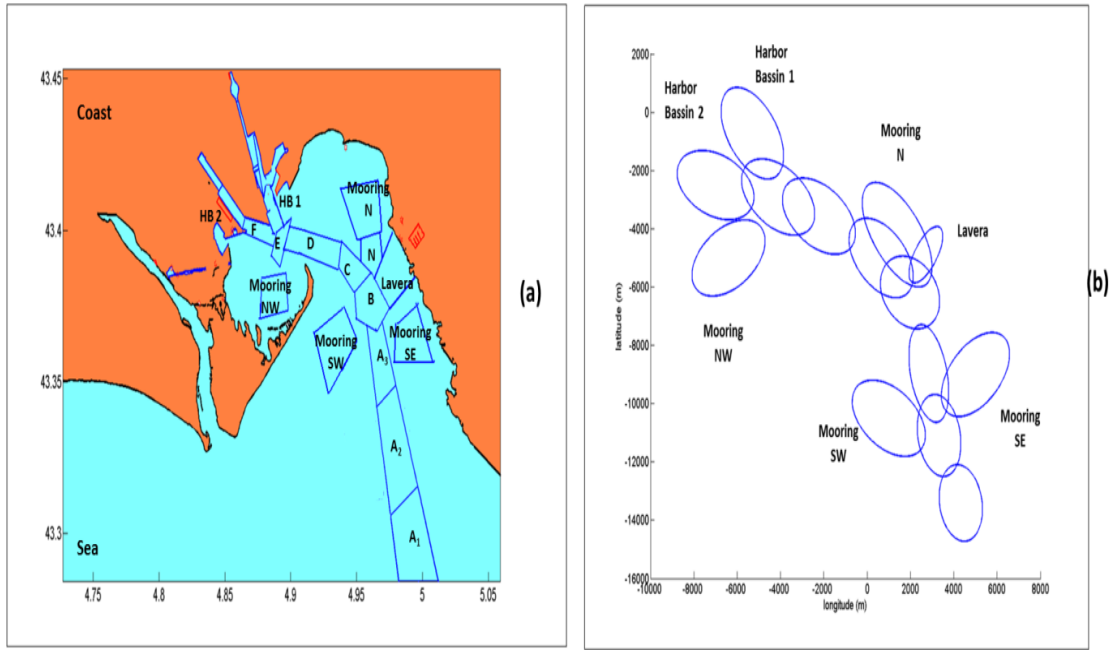 43.45
43.4
43.35
43.3
4.75
4.8
4.85
4.9
4.95
5
5.05
Coast
Sea
HB 2
HB 1
F
E
D
C
B
N
A3
A2
A1
Mooring
N
Lavera
Mooring
NW
Mooring
SW
Mooring
SE
(a)
Harbor
Bassin 1
Harbor
Bassin 2
Mooring
N
Lavera
Mooring
NW
Mooring
SW
Mooring
SE
latitude (m)
2000
0
-2000
-4000
-6000
-8000
-10000
-12000
-14000
-16000
-10000
-8000
-6000
-4000
-2000
0
2000
4000
6000
8000
longitude (m)
(b)